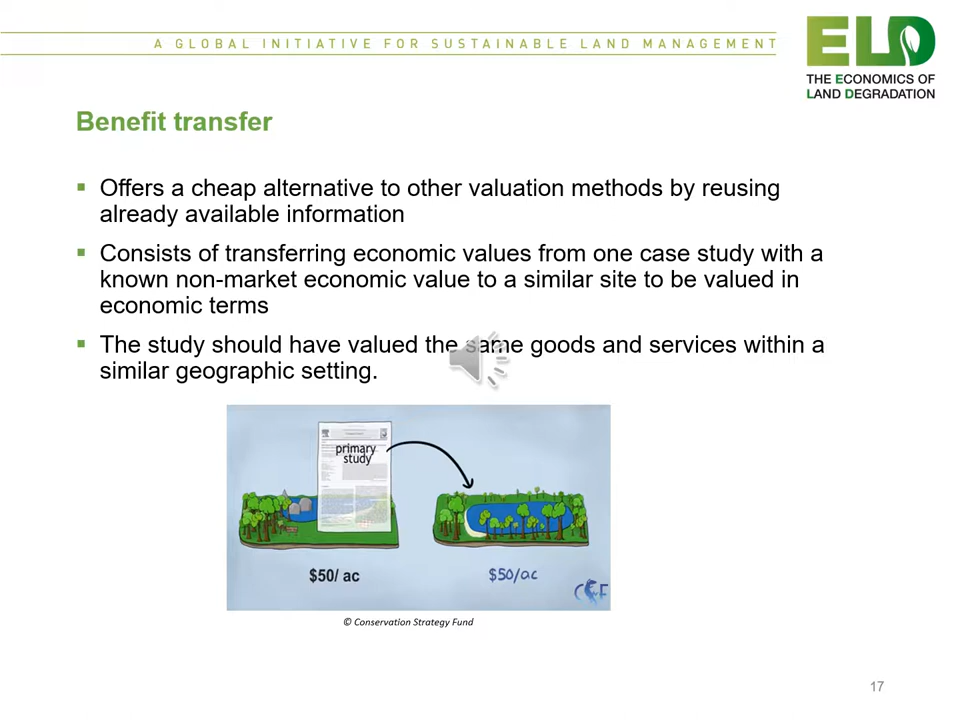 A GLOBAL INITIATIVE FOR SUSTAINABLE LAND MANAGEMENT
ELD
THE ECONOMICS OF
LAND DEGRADATION
Benefit transfer
Offers a cheap alternative to other valuation methods by reusing
already available information
Consists of transferring economic values from one case study with a
known non-market economic value to a similar site to be valued in
economic terms
The study should have valued the same goods and services within a
similar geographic setting.
primary
study
$50/ ac
$50/ac
CSF
© Conservation Strategy Fund
17